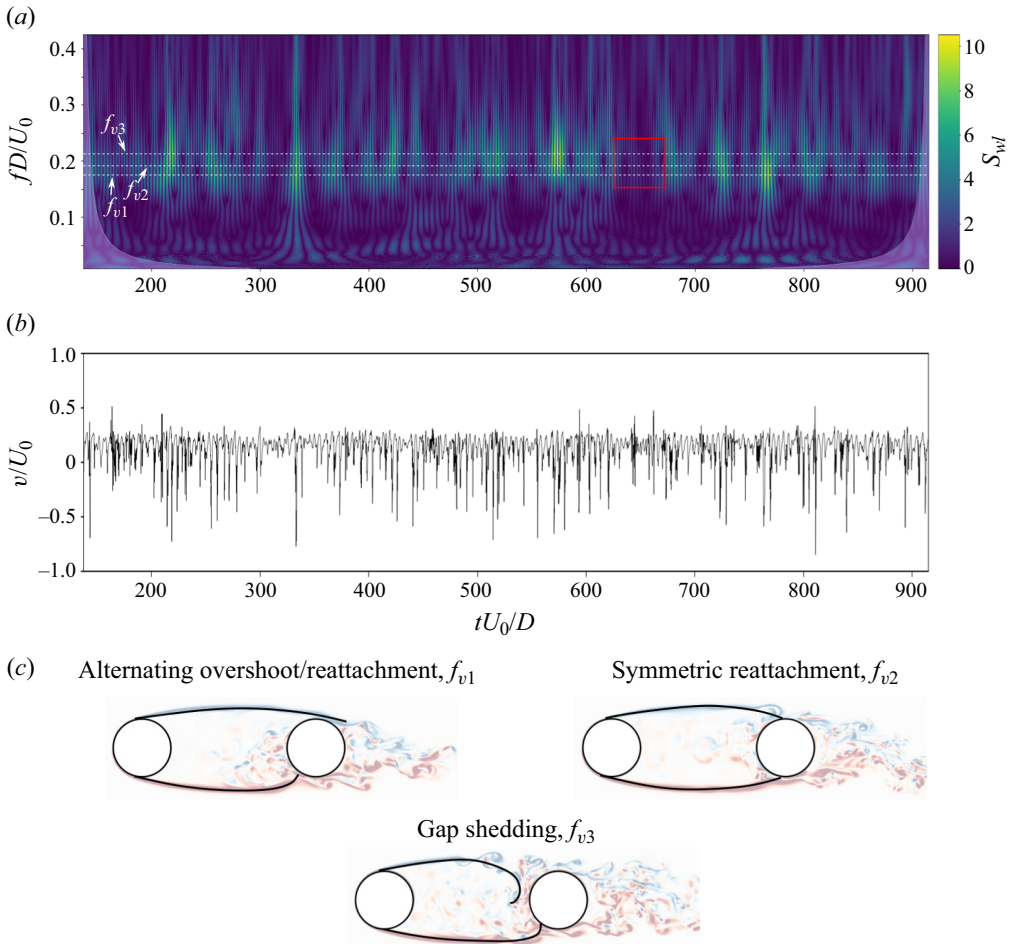 (a)
0.4
0.3
0.2
0.1
fD/U0
fv3
fv2
fv1
200 300 400 500 600 700 800 900
10
8
6
4
2
0
Swl
(b)
1.0
0.5
0
–0.5
–1.0
v/U0
200 300 400 500 600 700 800 900
tU0/D
(c)
Alternating overshoot/reattachment, fv1
Symmetric reattachment, fv2
Gap shedding, fv3